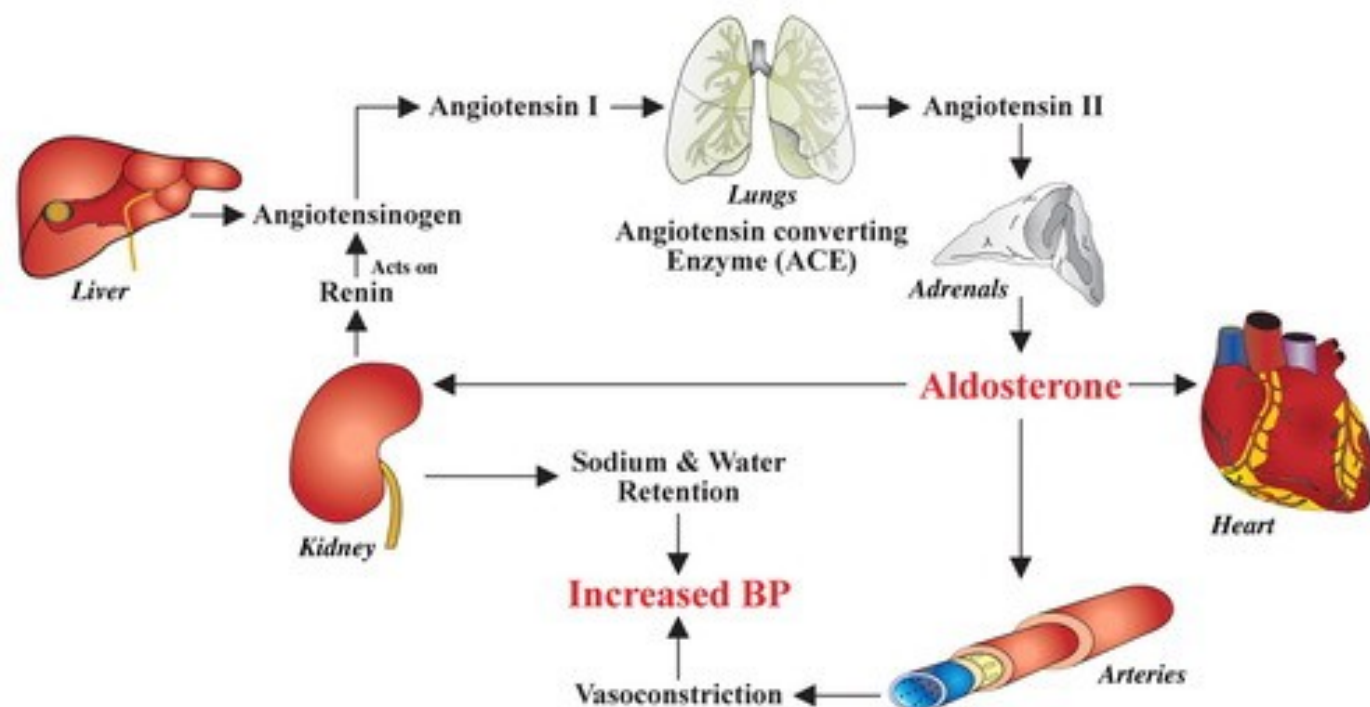 Angiotensin I
Angiotensin II
Lungs
Angiotensin converting
Enzyme (ACE)
Angiotensinogen
Acts on
Renin
Liver
Adrenals
Aldosterone
Sodium & Water
Retention
Kidney
Heart
Increased BP
Arteries
Vasoconstriction